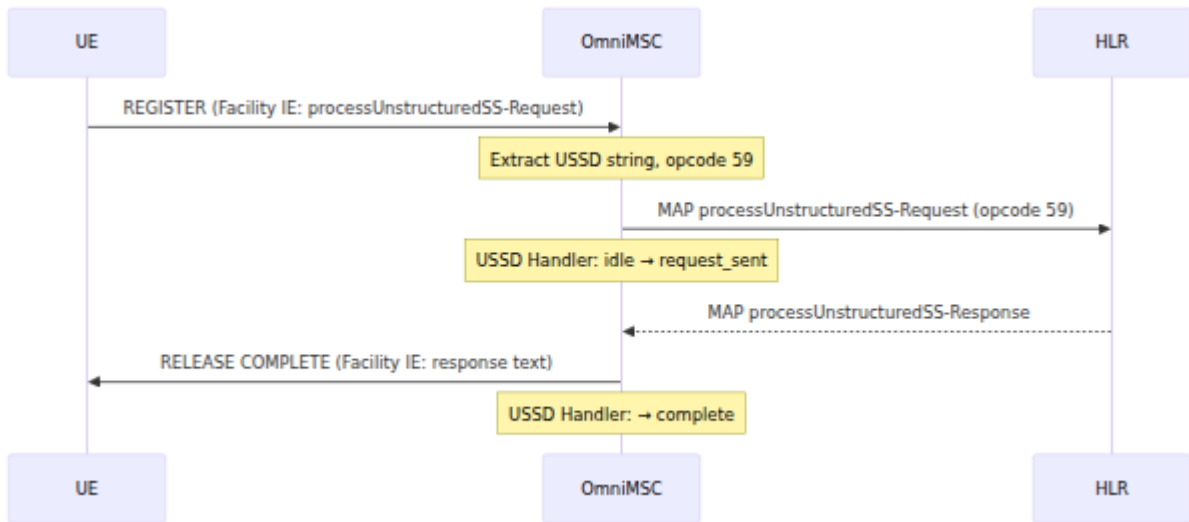 UE
OmniMSC
HLR
REGISTER (Facility IE: processUnstructuredSS-Request)
Extract USSD string, opcode 59
MAP processUnstructuredSS-Request (opcode 59)
USSD Handler: idle → request_sent
MAP processUnstructuredSS-Response
RELEASE COMPLETE (Facility IE: response text)
USSD Handler: → complete
UE
OmniMSC
HLR